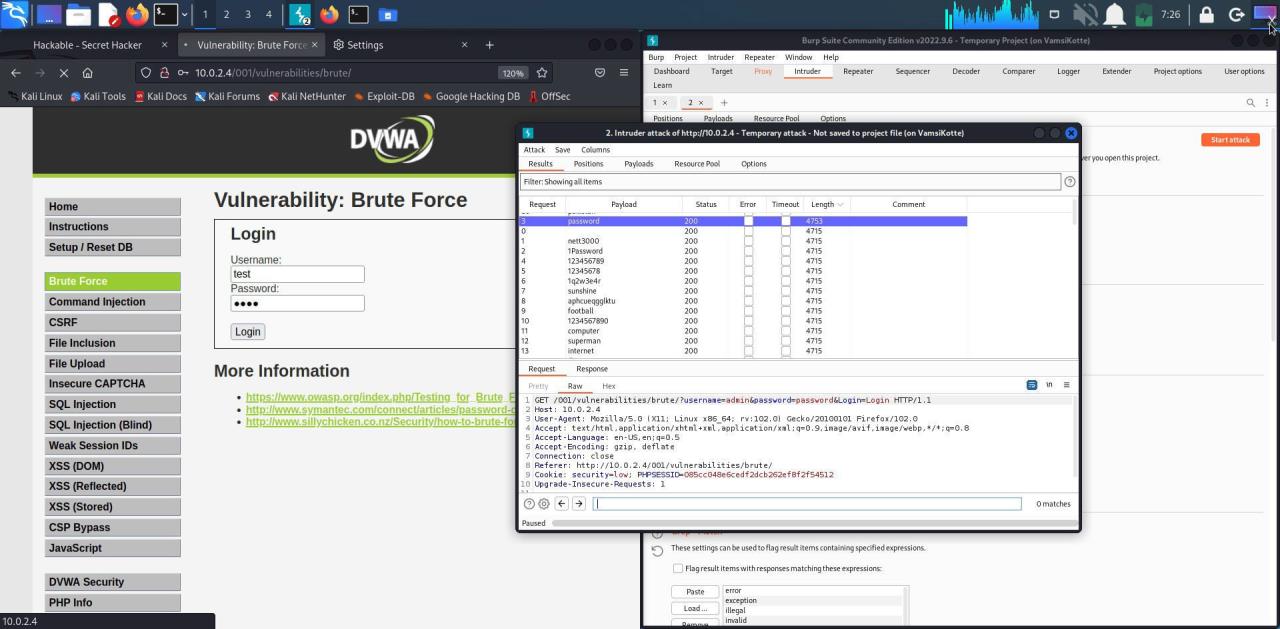 1 2 3 4
7:26
Hackable - Secret Hacker ×
Vulnerability: Brute Force ×
Settings × +
10.0.2.4/001/vulnerabilities/brute/
120%
Kali Linux Kali Tools Kali Docs Kali Forums Kali NetHunter Exploit-DB Google Hacking DB OffSec
DVWA
Home
Instructions
Setup / Reset DB
Brute Force
Command Injection
CSRF
File Inclusion
File Upload
Insecure CAPTCHA
SQL Injection
SQL Injection (Blind)
Weak Session IDs
XSS (DOM)
XSS (Reflected)
XSS (Stored)
CSP Bypass
JavaScript
DVWA Security
PHP Info
10.0.2.4
Vulnerability: Brute Force
Login
Username:
test
Password:
••••
Login
More Information
• https://www.owasp.org/index.php/Testing_for_Brute_F
• http://www.symantec.com/connect/articles/password-c
• http://www.sillychicken.co.nz/Security/how-to-brute-fo
Burp Suite Community Edition v2022.9.6 - Temporary Project (on VamsiKotte)
Burp Project Intruder Repeater Window Help
Dashboard Target Proxy Intruder Repeater Sequencer Decoder Comparer Logger Extender Project options User options
Learn
1 × 2 × +
Positions Payloads Resource Pool Options
Start attack
ver you open this project.
2. Intruder attack of http://10.0.2.4 - Temporary attack - Not saved to project file (on VamsiKotte)
Attack Save Columns
Results Positions Payloads Resource Pool Options
Filter: Showing all items
Request Payload Status Error Timeout Length Comment
3 password 200 4753
0 200 4715
1 nett3000 200 4715
2 1Password 200 4715
4 123456789 200 4715
5 12345678 200 4715
6 1q2w3e4r 200 4715
7 sunshine 200 4715
8 aphcueqgglktu 200 4715
9 football 200 4715
10 1234567890 200 4715
11 computer 200 4715
12 superman 200 4715
13 internet 200 4715
Request Response
Pretty Raw Hex
\n
1 GET /001/vulnerabilities/brute/?username=admin&password=password&Login=Login HTTP/1.1
2 Host: 10.0.2.4
3 User-Agent: Mozilla/5.0 (X11; Linux x86_64; rv:102.0) Gecko/20100101 Firefox/102.0
4 Accept: text/html,application/xhtml+xml,application/xml;q=0.9,image/avif,image/webp,*/*;q=0.8
5 Accept-Language: en-US,en;q=0.5
6 Accept-Encoding: gzip, deflate
7 Connection: close
8 Referer: http://10.0.2.4/001/vulnerabilities/brute/
9 Cookie: security=low; PHPSESSID=085cc048e6cedf2dcb262ef8f2f54512
10 Upgrade-Insecure-Requests: 1
0 matches
Paused
These settings can be used to flag result items containing specified expressions.
Flag result items with responses matching these expressions:
Paste
Load ...
Remove
error
exception
illegal
invalid